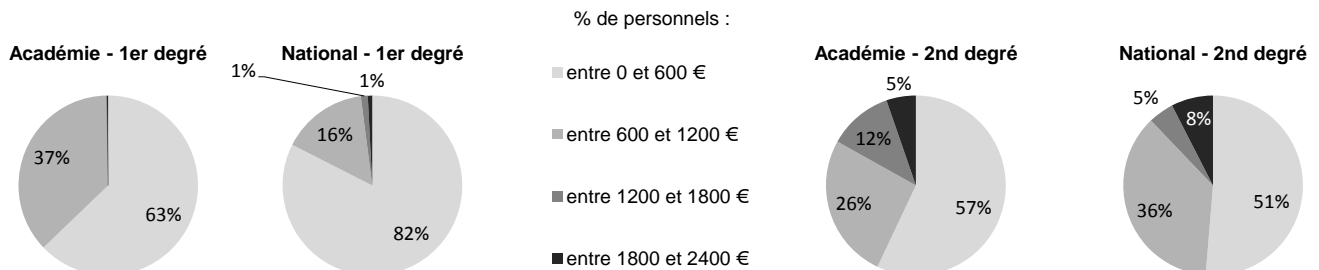 % de personnels :
Académie - 1er degré
37%
63%
National - 1er degré
1%
1%
16%
82%
entre 0 et 600 €
entre 600 et 1200 €
entre 1200 et 1800 €
entre 1800 et 2400 €
Académie - 2nd degré
5%
12%
26%
57%
National - 2nd degré
5%
8%
36%
51%